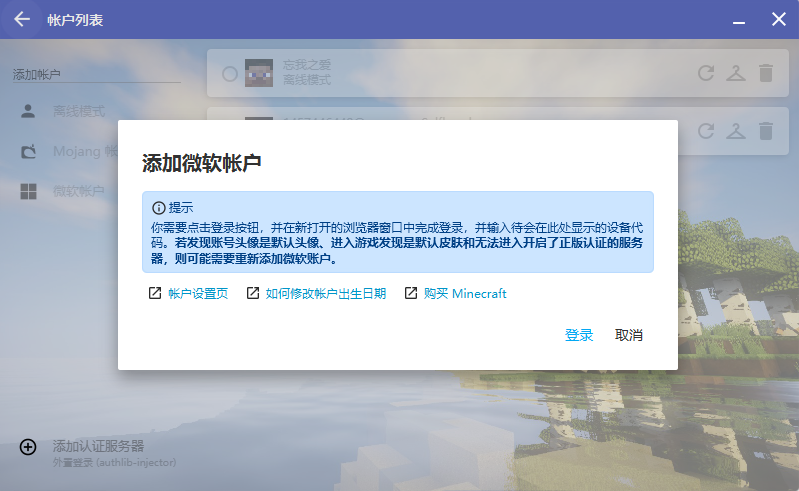 帐户列表
添加帐户
离线模式
Mojang 帐
微软帐户
忘我之爱
离线模式
添加微软帐户
提示
你需要点击登录按钮，并在新打开的浏览器窗口中完成登录，并输入待会在此处显示的设备代
码。若发现账号头像是默认头像、进入游戏发现是默认皮肤和无法进入开启了正版认证的服务
器，则可能需要重新添加微软账户。
帐户设置页
如何修改帐户出生日期
购买 Minecraft
登录
取消
添加认证服务器
外置登录 (authlib-injector)